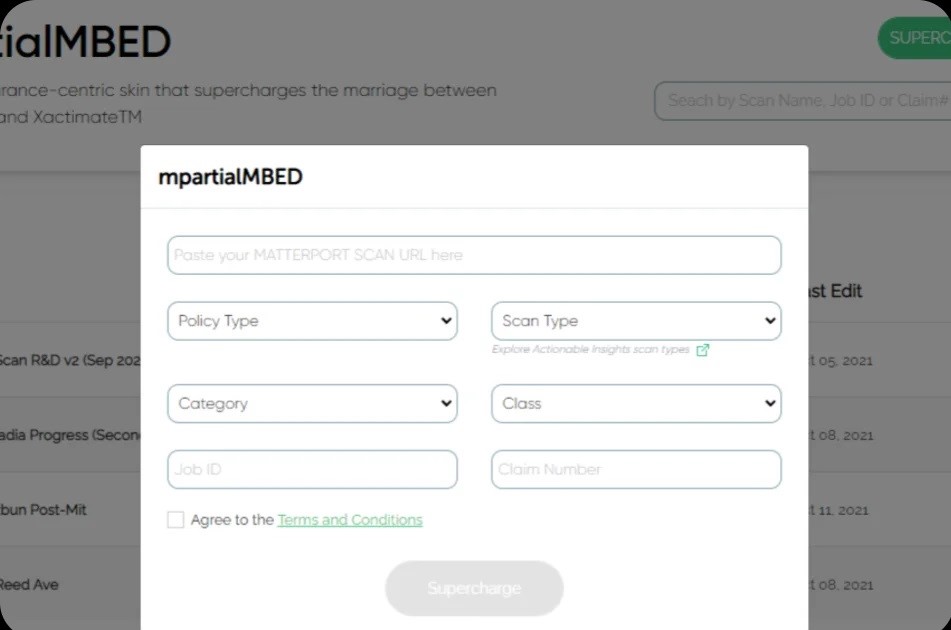 tialMBED
SUPERC
rance-centric skin that supercharges the marriage between
and XactimateTM
Seach by Scan Name, Job ID or Claim#
mpartialMBED
Paste your MATTERPORT SCAN URL here
ast Edit
Policy Type
Scan Type
Explore Actionable Insights scan types
Scan R&D v2 (Sep 202
t 05, 2021
Category
Class
adia Progress (Secon
t 08, 2021
Job ID
Claim Number
bun Post-Mit
t 11, 2021
Agree to the Terms and Conditions
Reed Ave
t 08, 2021
Supercharge